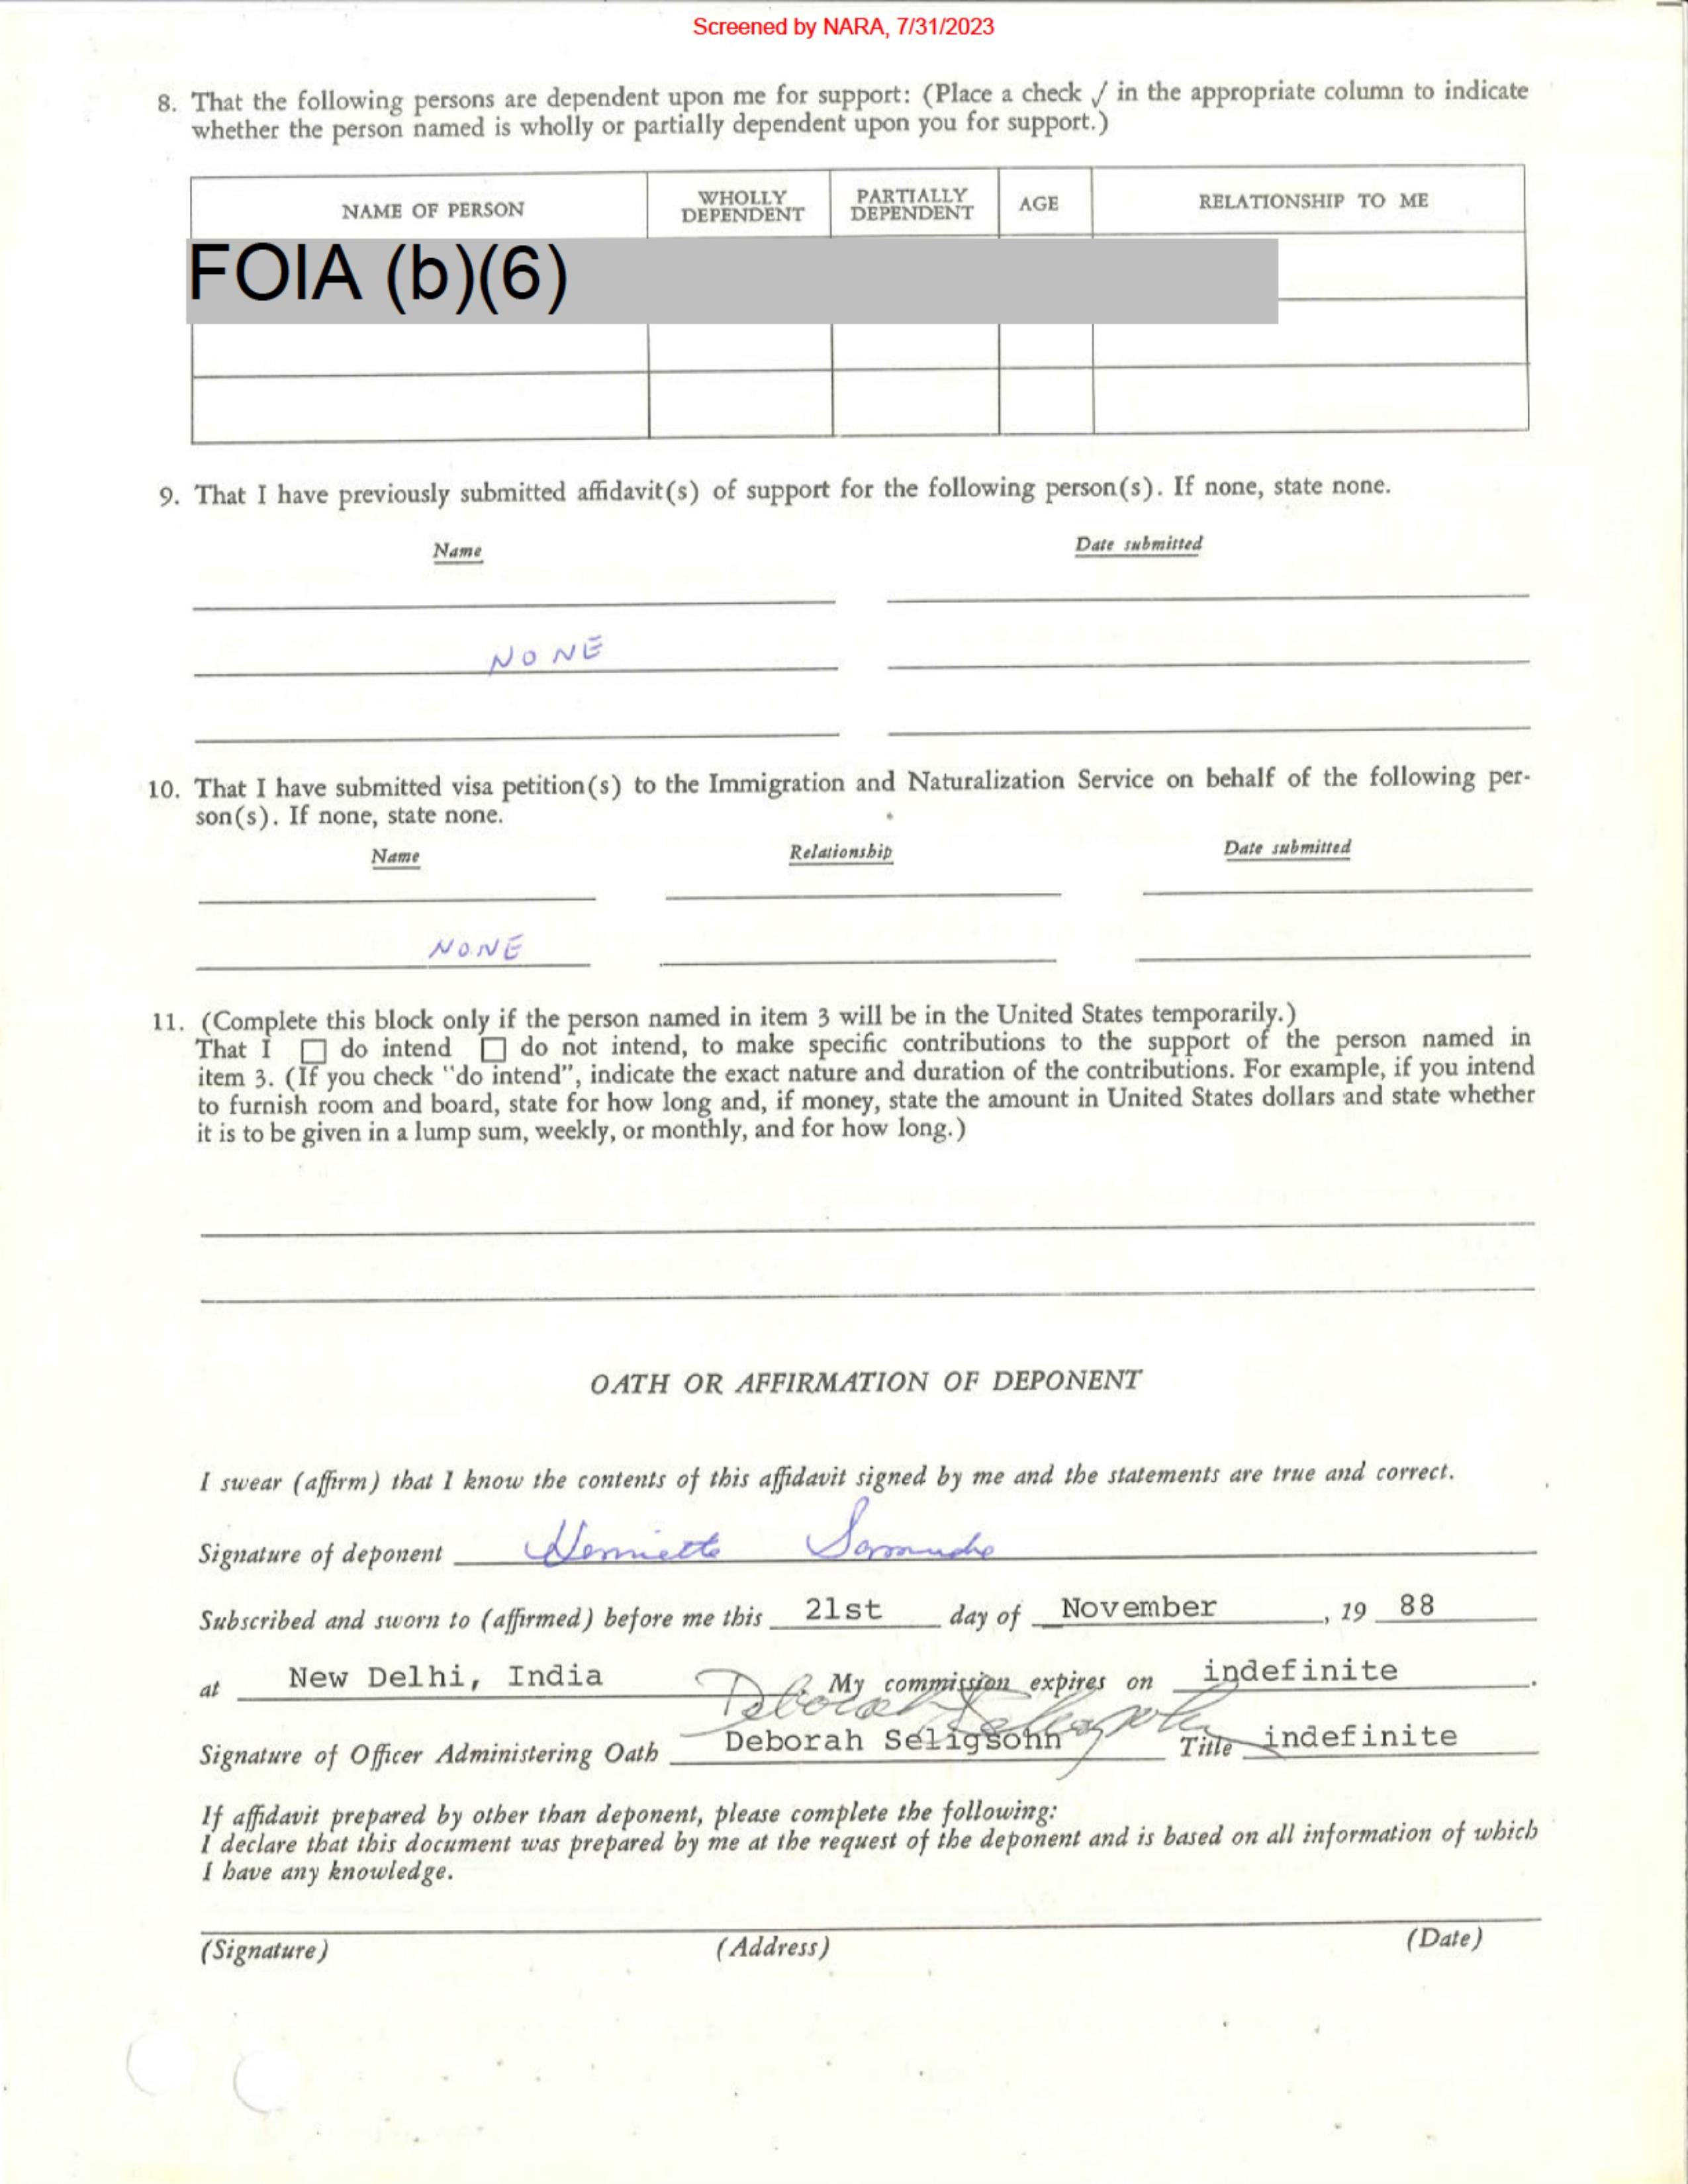 Screened by NARA, 7/31/2023
8. That the following persons are dependent upon me for support: (Place a check √ in the appropriate column to indicate
whether the person named is wholly or partially dependent upon you for support.)
NAME OF PERSON WHOLLY DEPENDENT PARTIALLY DEPENDENT AGE RELATIONSHIP TO ME
FOIA (b)(6)
9. That I have previously submitted affidavit(s) of support for the following person(s). If none, state none.
Name Date submitted
NONE
10. That I have submitted visa petition(s) to the Immigration and Naturalization Service on behalf of the following per-
son(s). If none, state none.
Name Relationship Date submitted
NONE
11. (Complete this block only if the person named in item 3 will be in the United States temporarily.)
That I ☐ do intend ☐ do not intend, to make specific contributions to the support of the person named in
item 3. (If you check "do intend", indicate the exact nature and duration of the contributions. For example, if you intend
to furnish room and board, state for how long and, if money, state the amount in United States dollars and state whether
it is to be given in a lump sum, weekly, or monthly, and for how long.)
OATH OR AFFIRMATION OF DEPONENT
I swear (affirm) that I know the contents of this affidavit signed by me and the statements are true and correct.
Signature of deponent Henriette
Subscribed and sworn to (affirmed) before me this 21st day of November, 19 88
at New Delhi, India My commission expires on indefinite.
Deborah Seligsohn
Signature of Officer Administering Oath Deborah Seligsohn Title indefinite
If affidavit prepared by other than deponent, please complete the following:
I declare that this document was prepared by me at the request of the deponent and is based on all information of which
I have any knowledge.
(Signature) (Address) (Date)